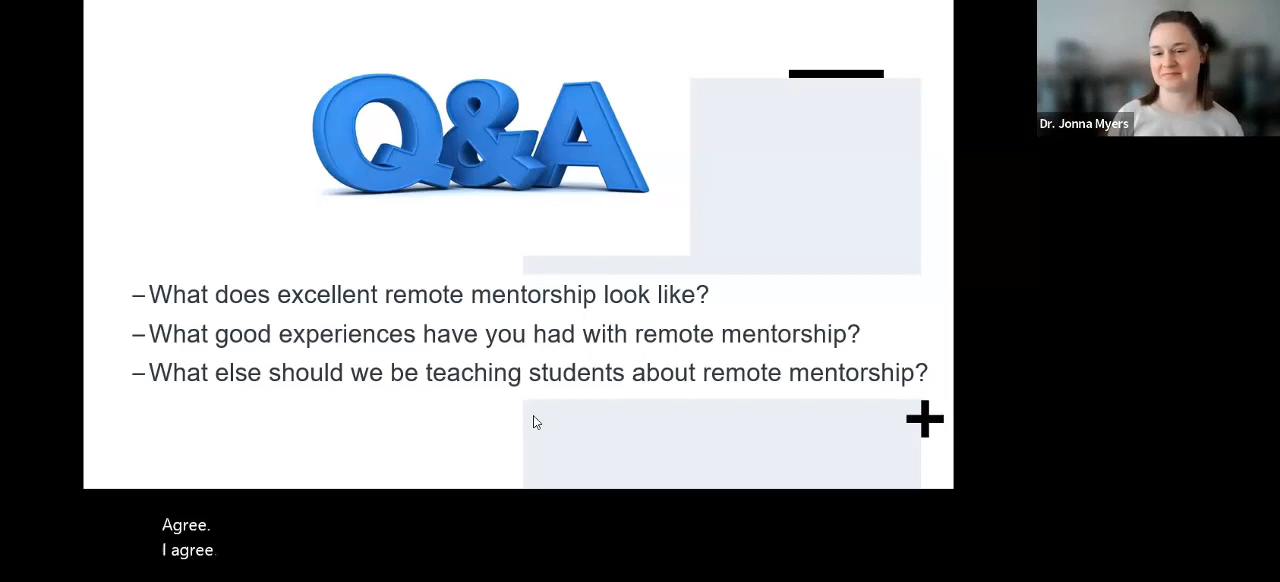 Q&A
Dr. Jonna Myers
–What does excellent remote mentorship look like?
–What good experiences have you had with remote mentorship?
–What else should we be teaching students about remote mentorship?
Agree.
I agree.